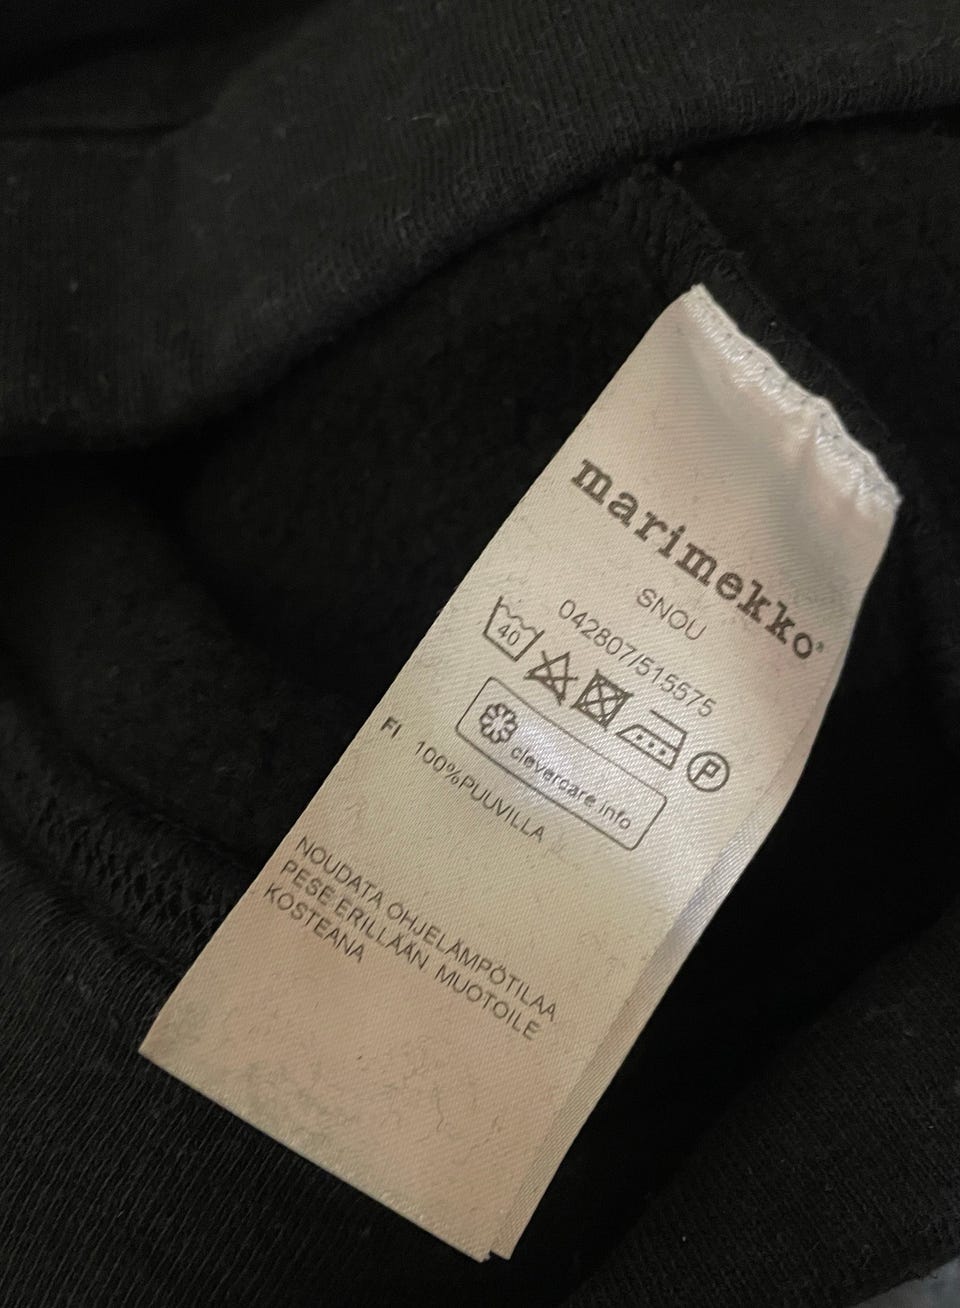 marimekko®
SNOU
042807/515575
40 P
clevercare.info
FI 100%PUUVILLA
NOUDATA OHJELÄMPÖTILAA
PESE ERILLÄÄN MUOTOILE
KOSTEANA